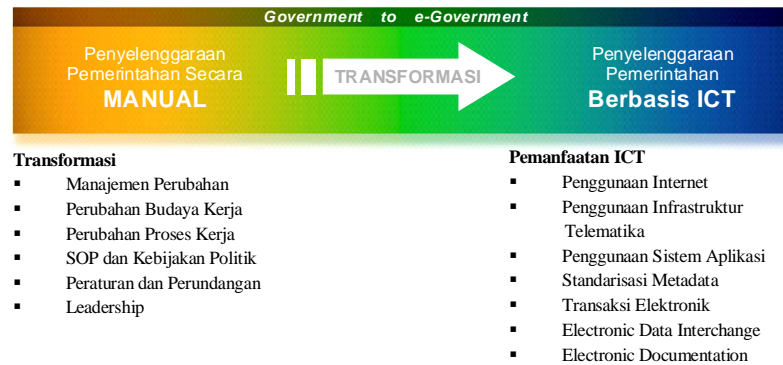 Government to e-Government
Penyelenggaraan
Pemerintahan Secara
MANUAL
TRANSFORMASI
Penyelenggaraan
Pemerintahan
Berbasis ICT
Transformasi
▪ Manajemen Perubahan
▪ Perubahan Budaya Kerja
▪ Perubahan Proses Kerja
▪ SOP dan Kebijakan Politik
▪ Peraturan dan Perundangan
▪ Leadership
Pemanfaatan ICT
▪ Penggunaan Internet
▪ Penggunaan Infrastruktur
Telematika
▪ Penggunaan Sistem Aplikasi
▪ Standarisasi Metadata
▪ Transaksi Elektronik
▪ Electronic Data Interchange
▪ Electronic Documentation